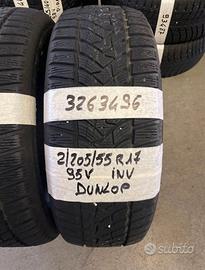 3263496
2/205/55 R17
95V INV
DUNLOP
subito